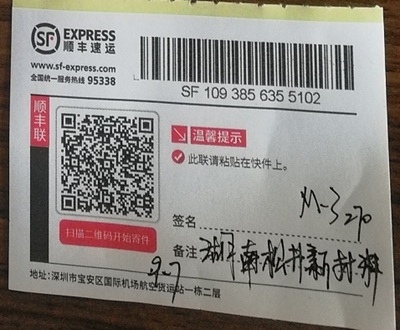 SF EXPRESS
顺丰速运
www.sf-express.com
全国统一服务热线 95338
SF 109 385 635 5102
顺丰联
温馨提示
此联请粘贴在快件上。
扫描二维码开始寄件
签名
备注
地址:深圳市宝安区国际机场航空货运站一栋二层